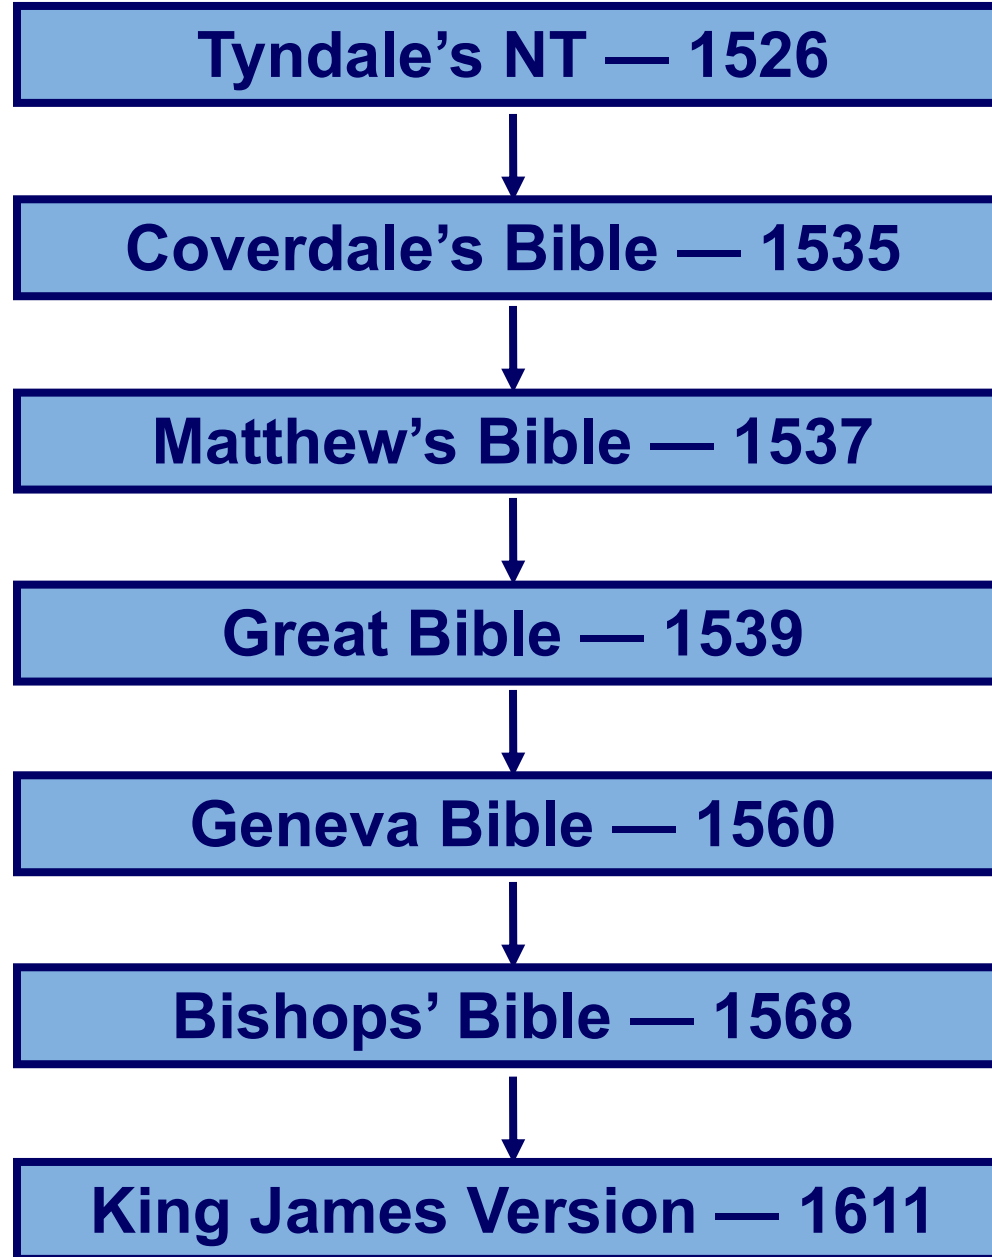 Tyndale’s NT — 1526
Coverdale’s Bible — 1535
Matthew’s Bible — 1537
Great Bible — 1539
Geneva Bible — 1560
Bishops’ Bible — 1568
King James Version — 1611